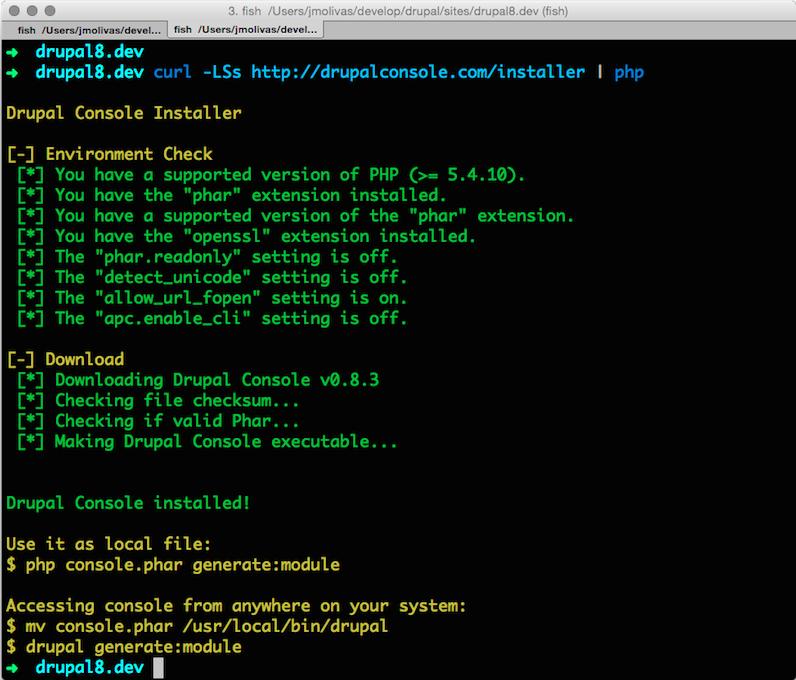 3. fish /Users/jmolivas/develop/drupal/sites/drupal8.dev (fish)
fish /Users/jmolivas/devel... fish /Users/jmolivas/devel...
➜ drupal8.dev
➜ drupal8.dev curl -LSs http://drupalconsole.com/installer | php
Drupal Console Installer
[-] Environment Check
[*] You have a supported version of PHP (>= 5.4.10).
[*] You have the "phar" extension installed.
[*] You have a supported version of the "phar" extension.
[*] You have the "openssl" extension installed.
[*] The "phar.readonly" setting is off.
[*] The "detect_unicode" setting is off.
[*] The "allow_url_fopen" setting is on.
[*] The "apc.enable_cli" setting is off.
[-] Download
[*] Downloading Drupal Console v0.8.3
[*] Checking file checksum...
[*] Checking if valid Phar...
[*] Making Drupal Console executable...
Drupal Console installed!
Use it as local file:
$ php console.phar generate:module
Accessing console from anywhere on your system:
$ mv console.phar /usr/local/bin/drupal
$ drupal generate:module
➜ drupal8.dev